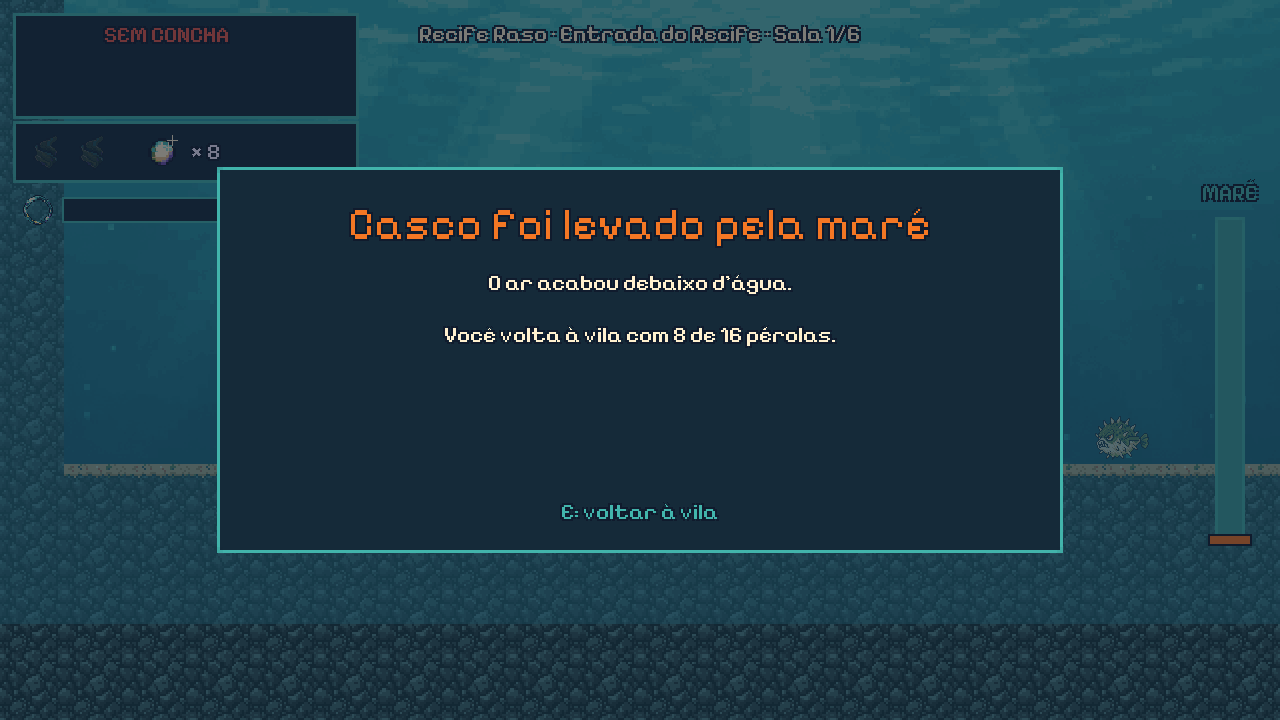 SEM CONCHA
Recife Raso · Entrada do Recife · Sala 1/6
× 8
MARÉ
Casco foi levado pela maré
O ar acabou debaixo d'água.
Você volta à vila com 8 de 16 pérolas.
E: voltar à vila